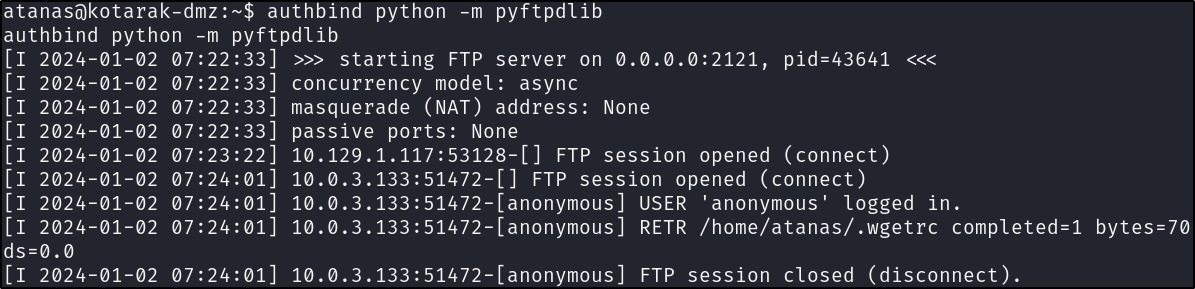 atanas@kotarak-dmz:~$ authbind python -m pyftpdlib
authbind python -m pyftpdlib
[I 2024-01-02 07:22:33] >>> starting FTP server on 0.0.0.0:2121, pid=43641 <<<
[I 2024-01-02 07:22:33] concurrency model: async
[I 2024-01-02 07:22:33] masquerade (NAT) address: None
[I 2024-01-02 07:22:33] passive ports: None
[I 2024-01-02 07:23:22] 10.129.1.117:53128-[] FTP session opened (connect)
[I 2024-01-02 07:24:01] 10.0.3.133:51472-[] FTP session opened (connect)
[I 2024-01-02 07:24:01] 10.0.3.133:51472-[anonymous] USER 'anonymous' logged in.
[I 2024-01-02 07:24:01] 10.0.3.133:51472-[anonymous] RETR /home/atanas/.wgetrc completed=1 bytes=70
ds=0.0
[I 2024-01-02 07:24:01] 10.0.3.133:51472-[anonymous] FTP session closed (disconnect).